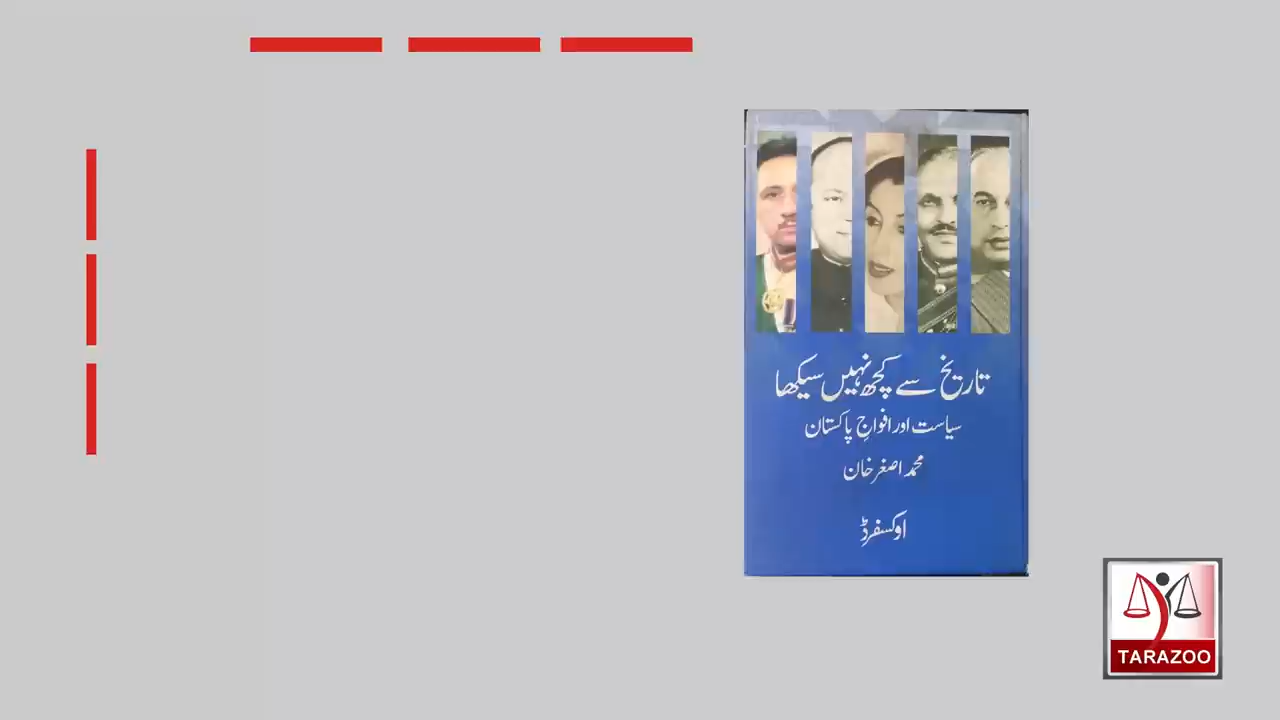 تاریخ سے کچھ نہیں سیکھا
سیاست اور افواجِ پاکستان
محمد اصغر خان
اوکسفرڈ
TARAZOO